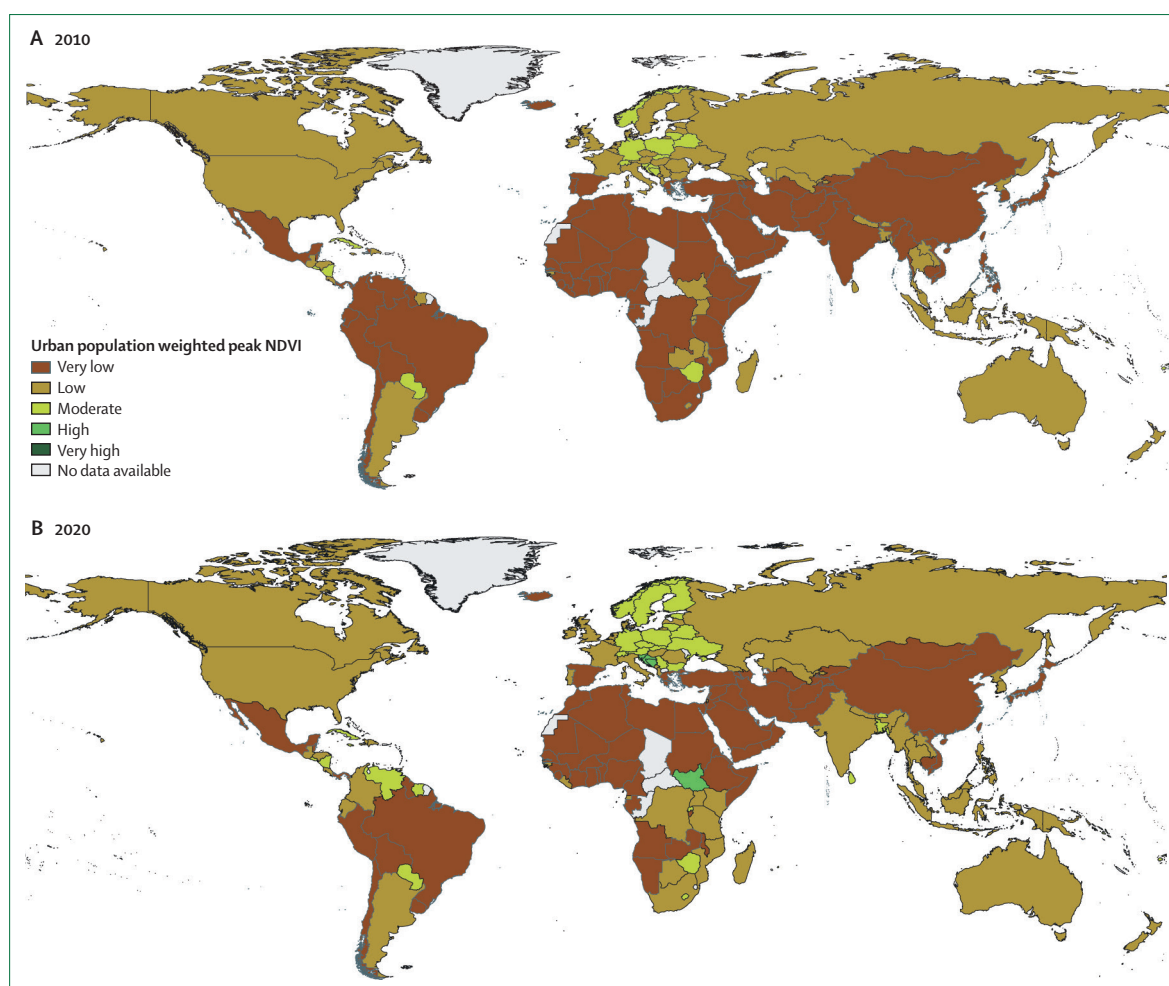 A 2010
Urban population weighted peak NDVI
Very low
Low
Moderate
High
Very high
No data available
B 2020